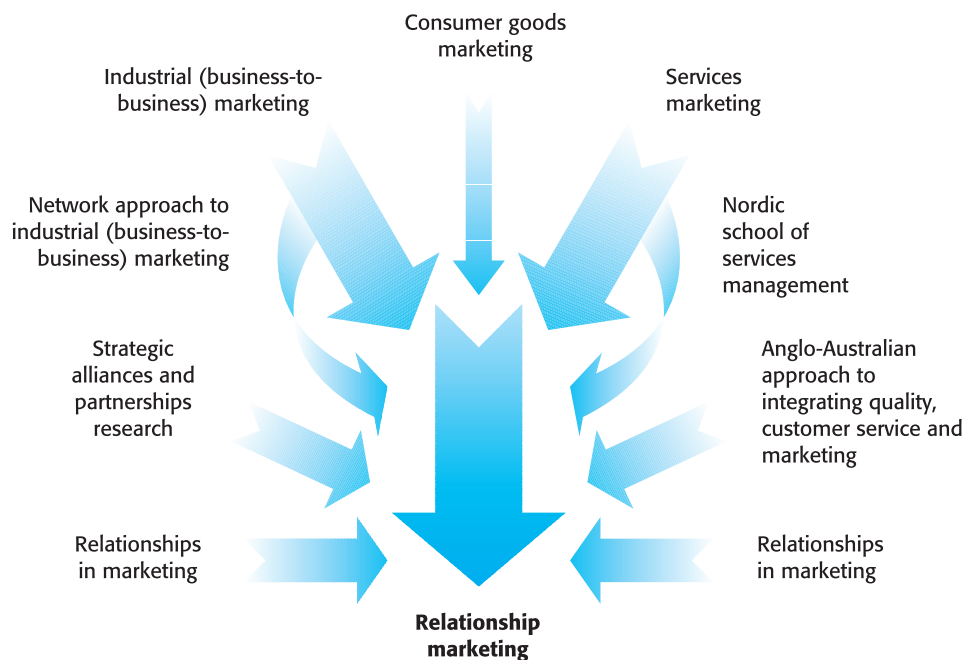 Consumer goods
marketing
Industrial (business-to-
business) marketing
Services
marketing
Network approach to
industrial (business-to-
business) marketing
Nordic
school of
services
management
Strategic
alliances and
partnerships
research
Anglo-Australian
approach to
integrating quality,
customer service and
marketing
Relationships
in marketing
Relationships
in marketing
Relationship
marketing